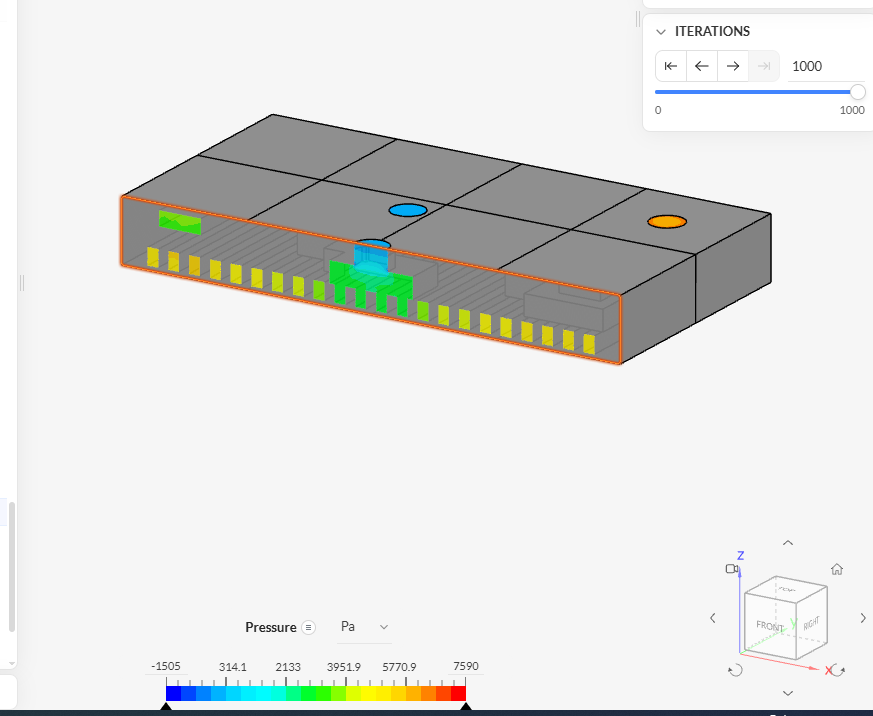 ITERATIONS
1000
0 1000
Z
TOP
FRONT
RIGHT
Y
X
Pressure Pa
-1505 314.1 2133 3951.9 5770.9 7590